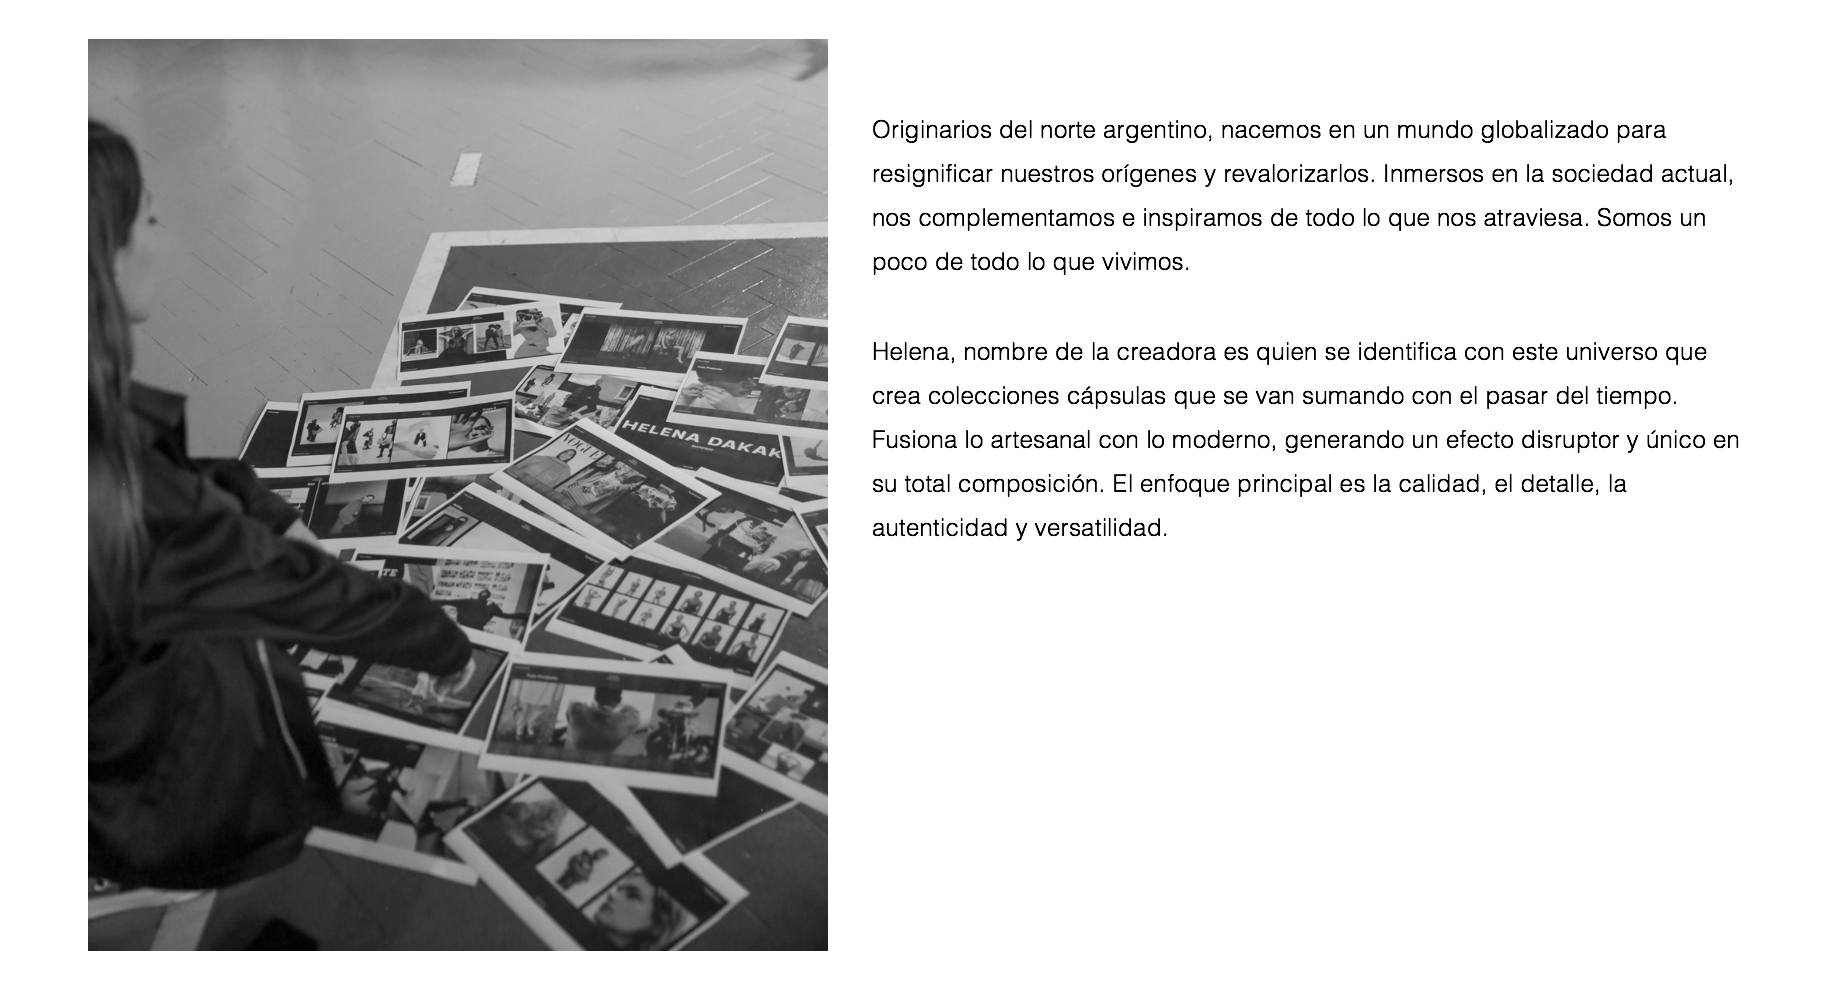 Originarios del norte argentino, nacemos en un mundo globalizado para
resignificar nuestros orígenes y revalorizarlos. Inmersos en la sociedad actual,
nos complementamos e inspiramos de todo lo que nos atraviesa. Somos un
poco de todo lo que vivimos.
Helena, nombre de la creadora es quien se identifica con este universo que
crea colecciones cápsulas que se van sumando con el pasar del tiempo.
Fusiona lo artesanal con lo moderno, generando un efecto disruptor y único en
su total composición. El enfoque principal es la calidad, el detalle, la
autenticidad y versatilidad.
HELENA DAKAK
VOGUE